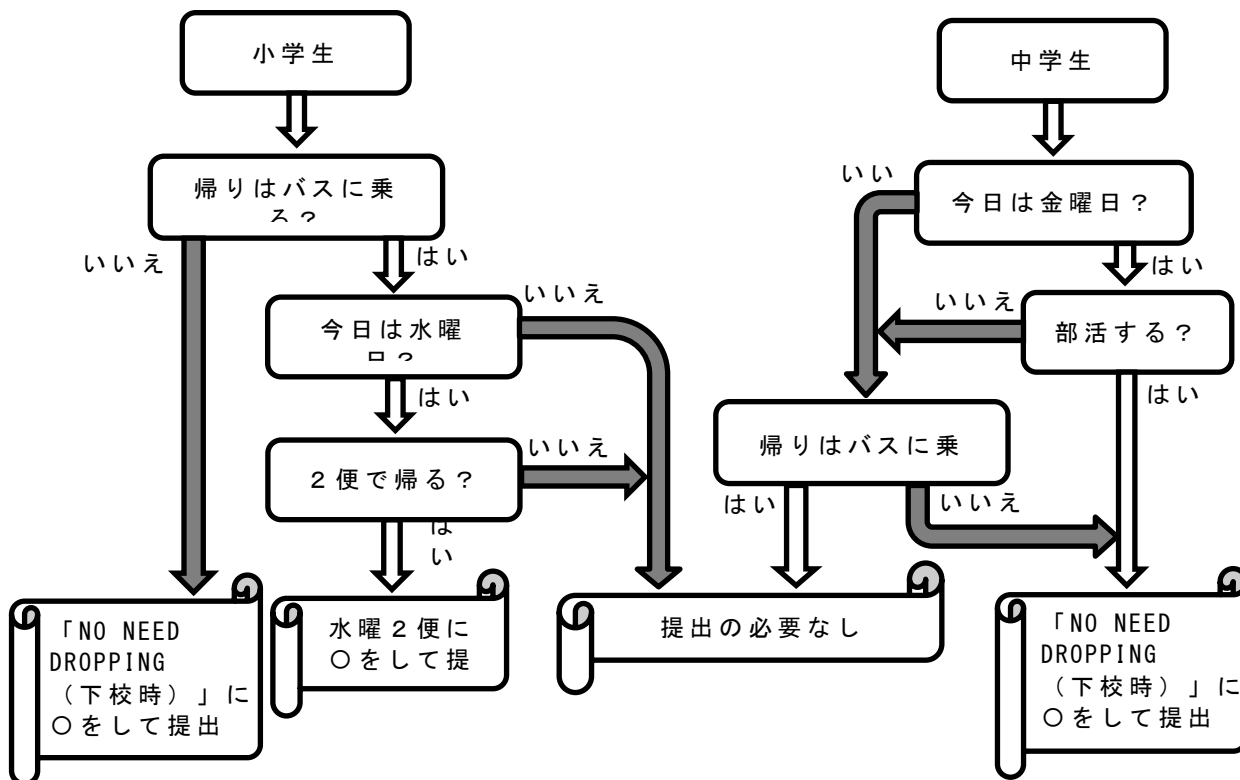 小学生
帰りはバスに乗
る?
いいえ
はい
今日は水曜
日?
いいえ
はい
2便で帰る?
いいえ
はい
「NO NEED
DROPPING
(下校時)」に
○をして提出
水曜2便に
○をして提
提出の必要なし
中学生
今日は金曜日?
いい
はい
部活する?
いいえ
はい
帰りはバスに乗
はい
いいえ
「NO NEED
DROPPING
(下校時)」に
○をして提出